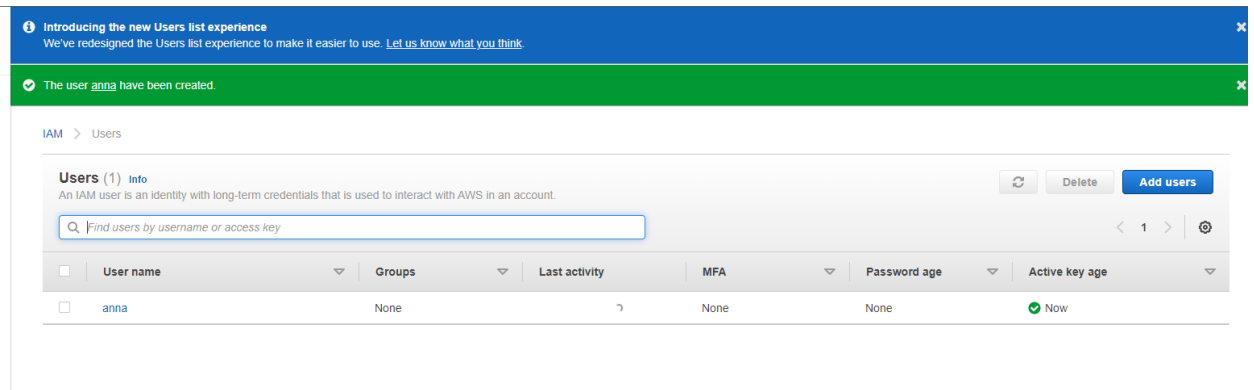 Introducing the new Users list experience
We've redesigned the Users list experience to make it easier to use. Let us know what you think.
The user anna have been created.
IAM > Users
Users (1) Info
Delete
Add users
An IAM user is an identity with long-term credentials that is used to interact with AWS in an account.
Find users by username or access key
< 1 >
User name Groups Last activity MFA Password age Active key age
anna None None None Now